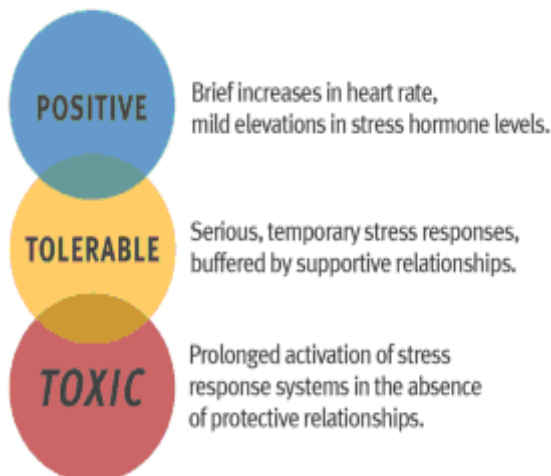 POSITIVE
Brief increases in heart rate,
mild elevations in stress hormone levels.
TOLERABLE
Serious, temporary stress responses,
buffered by supportive relationships.
TOXIC
Prolonged activation of stress
response systems in the absence
of protective relationships.